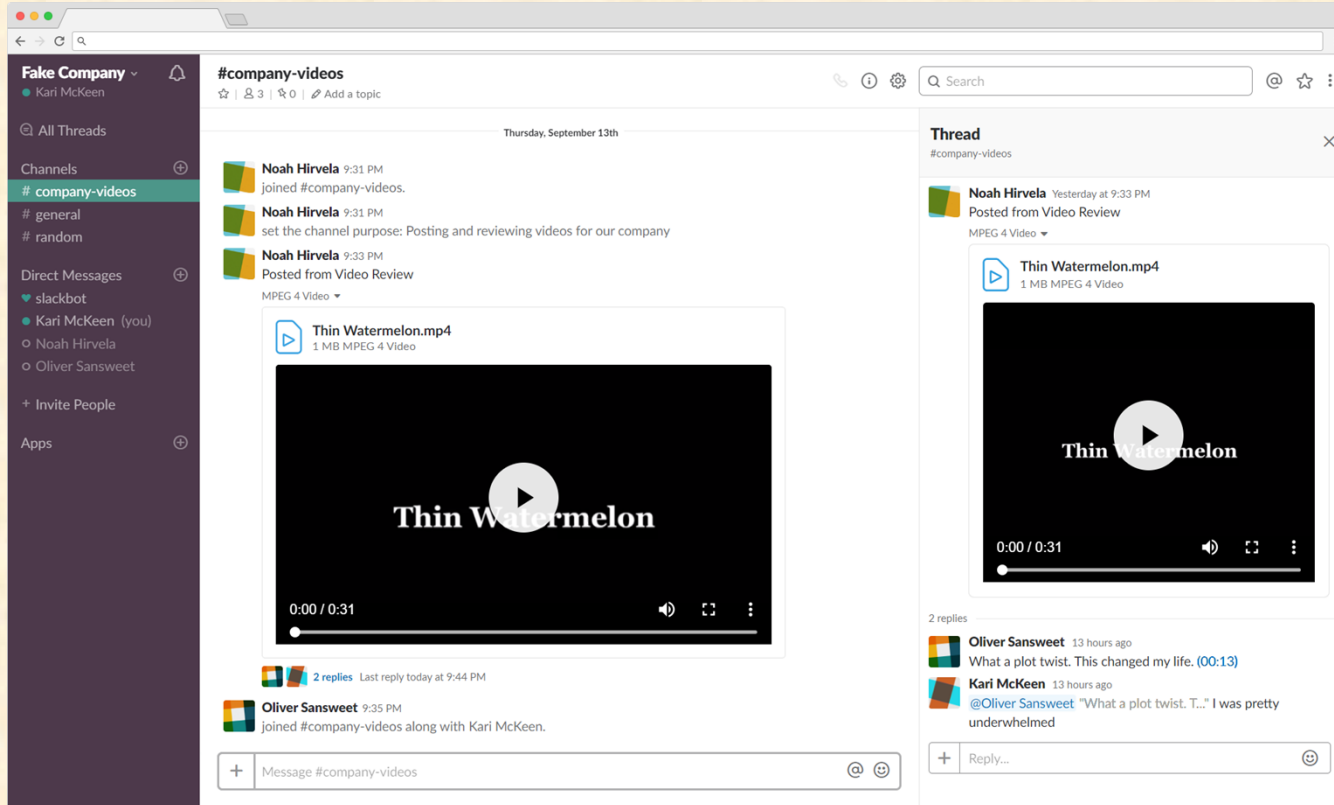 Fake Company
Kari McKeen
All Threads
Channels
# company-videos
# general
# random
Direct Messages
slackbot
Kari McKeen (you)
Noah Hirvela
Oliver Sansweet
+ Invite People
Apps
#company-videos
3 | 0 | Add a topic
Search
Thursday, September 13th
Noah Hirvela 9:31 PM
joined #company-videos.
Noah Hirvela 9:31 PM
set the channel purpose: Posting and reviewing videos for our company
Noah Hirvela 9:33 PM
Posted from Video Review
MPEG 4 Video
Thin Watermelon.mp4
1 MB MPEG 4 Video
Thin Watermelon
0:00 / 0:31
2 replies Last reply today at 9:44 PM
Oliver Sansweet 9:35 PM
joined #company-videos along with Kari McKeen.
Message #company-videos
Thread
#company-videos
Noah Hirvela Yesterday at 9:33 PM
Posted from Video Review
MPEG 4 Video
Thin Watermelon.mp4
1 MB MPEG 4 Video
Thin Watermelon
0:00 / 0:31
2 replies
Oliver Sansweet 13 hours ago
What a plot twist. This changed my life. (00:13)
Kari McKeen 13 hours ago
@Oliver Sansweet "What a plot twist. T..." I was pretty
underwhelmed
Reply...